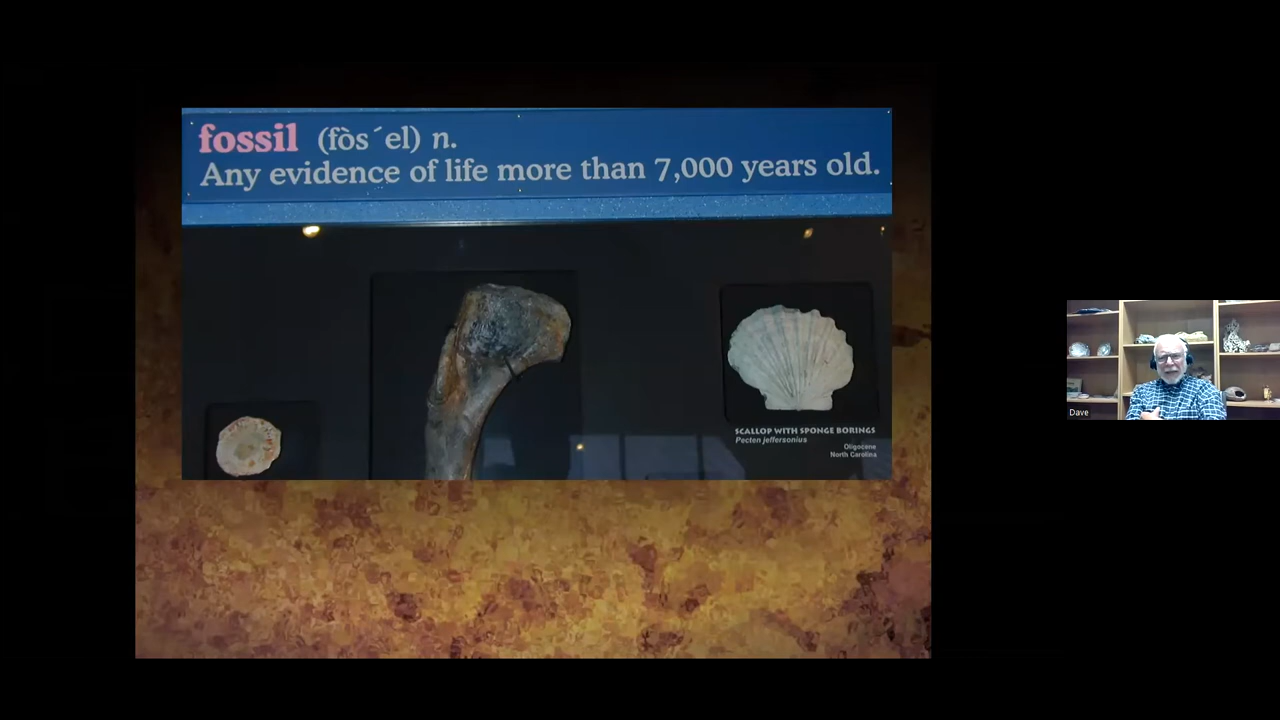 fossil (fòs´el) n.
Any evidence of life more than 7,000 years old.
SCALLOP WITH SPONGE BORINGS
Pecten jeffersonius
Oligocene
North Carolina
Dave